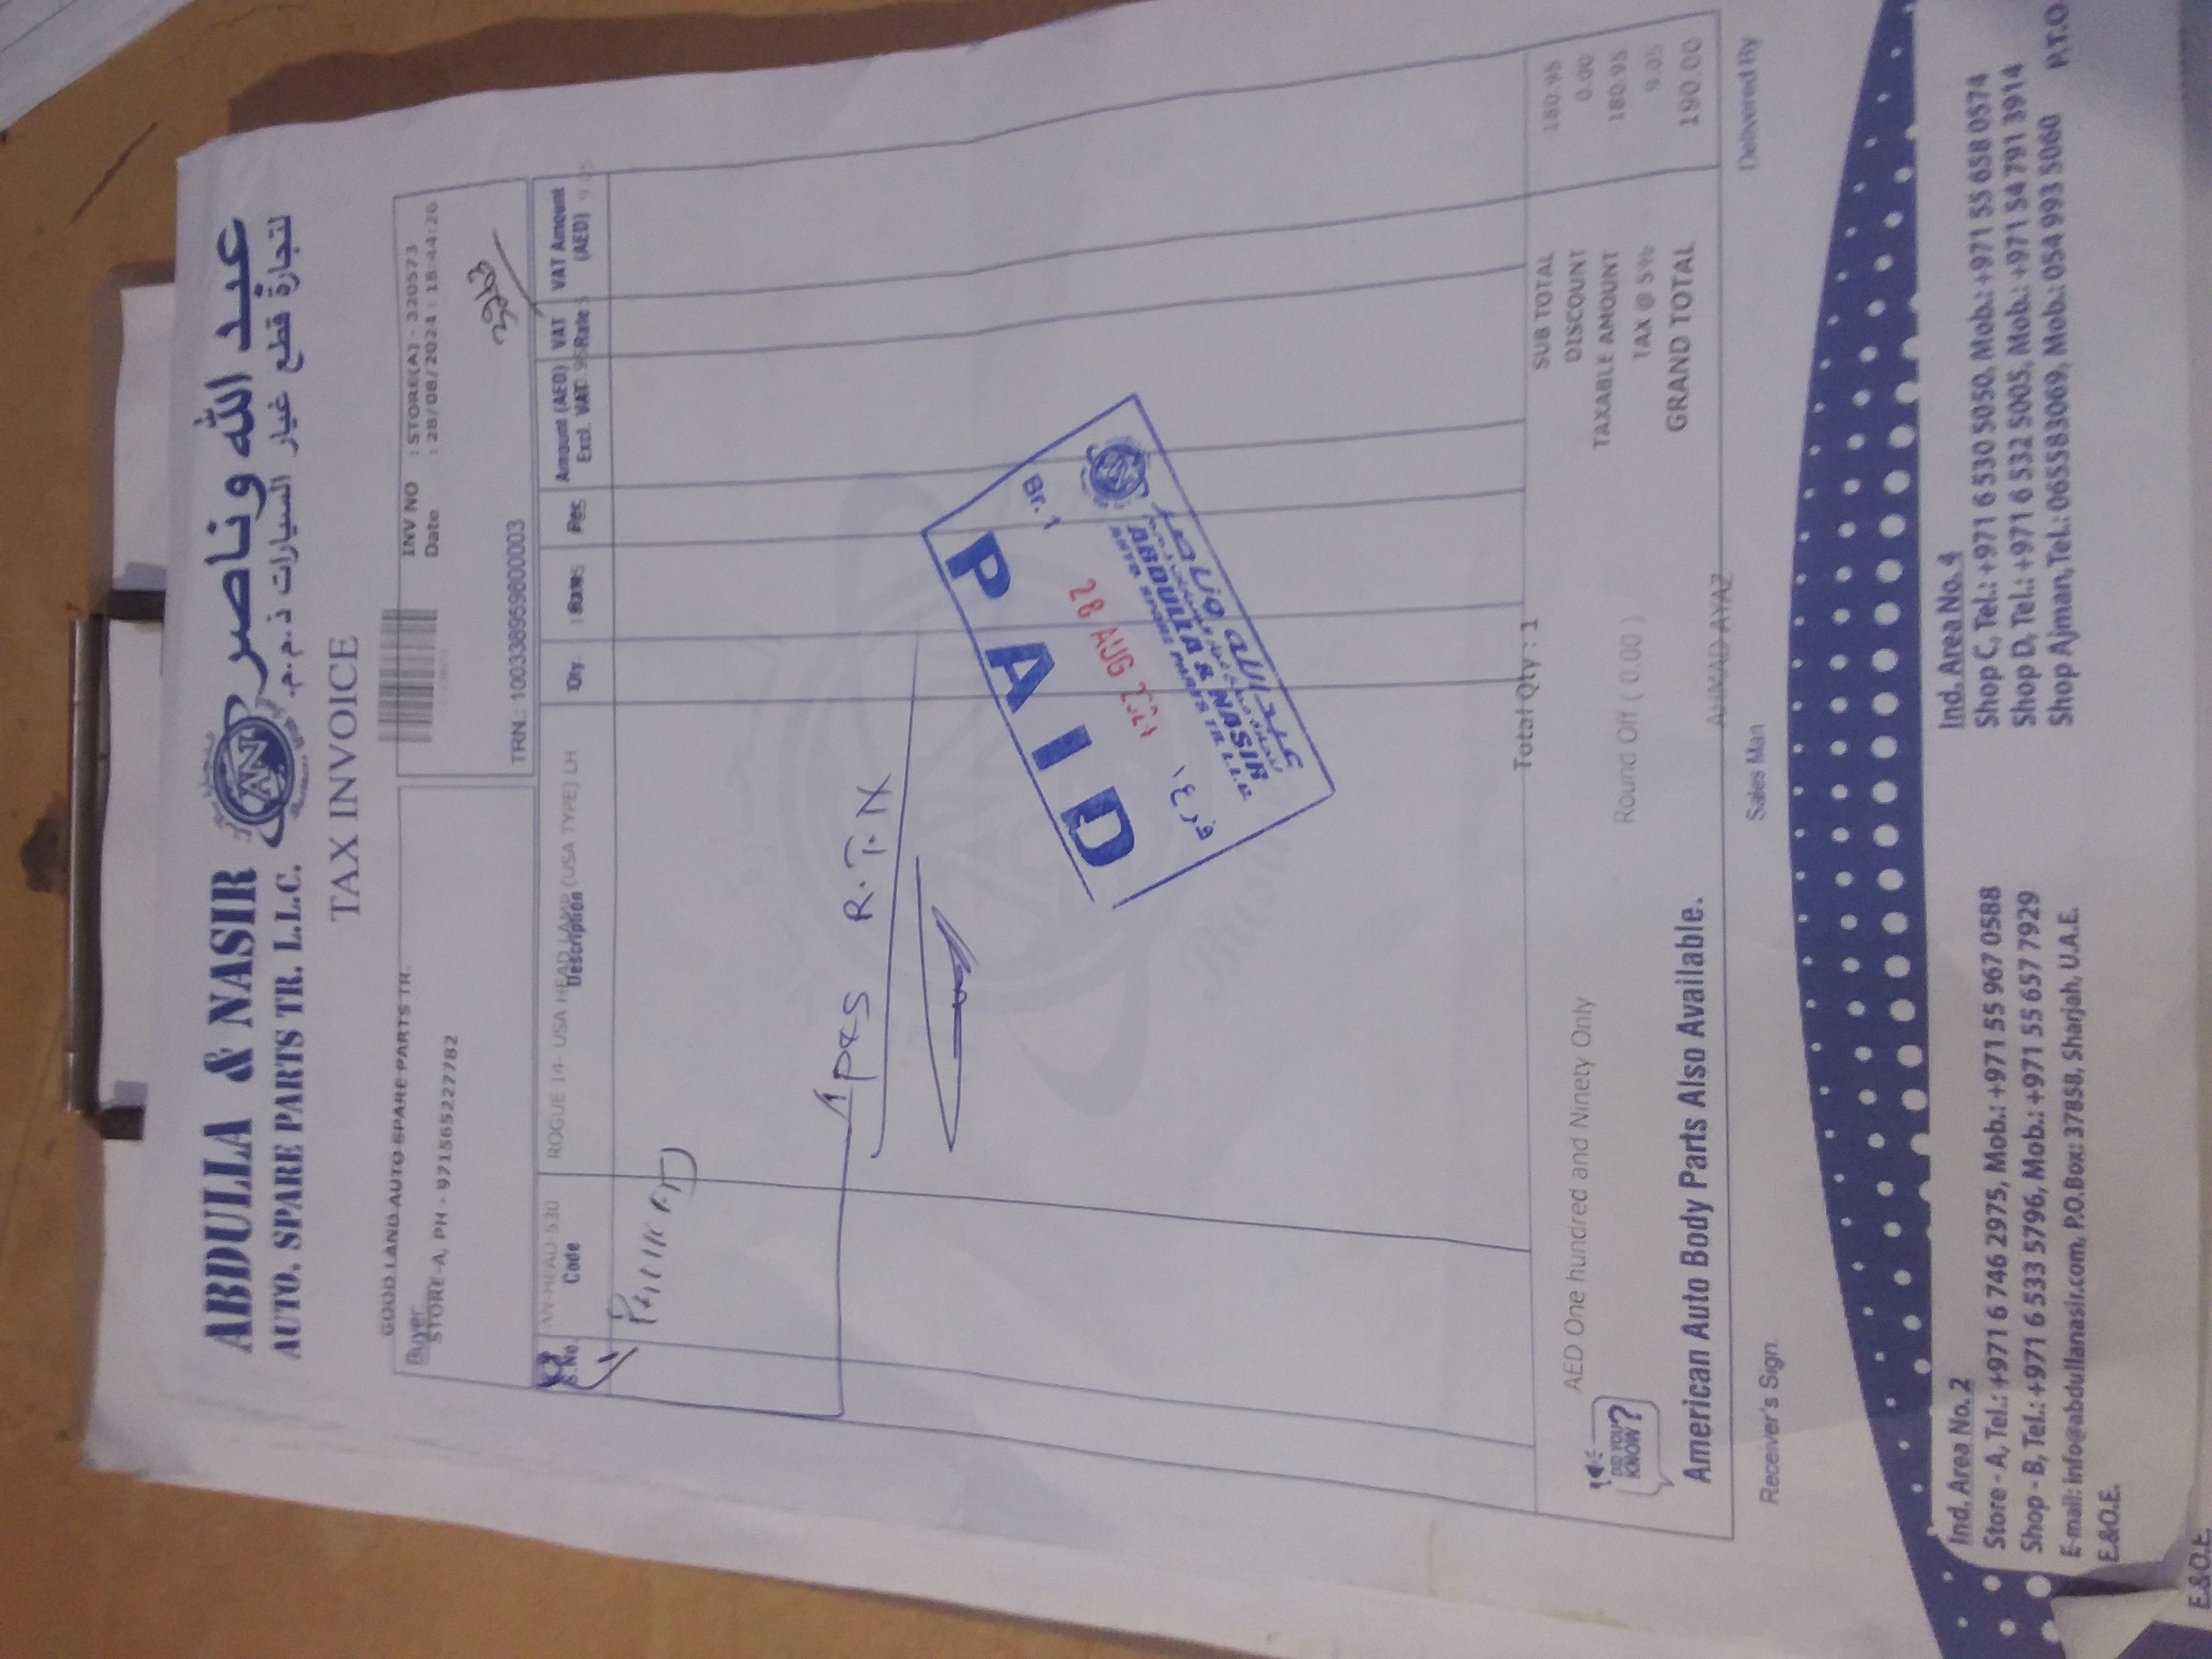 ABDULLA & NASIR
AUTO. SPARE PARTS TR. L.L.C.
عبد الله وناصر
لتجارة قطع غيار السيارات ذ.م.م.
AN
TAX INVOICE
GOOD LAND AUTO SPARE PARTS TR.
Buyer
STORE-A, PH - 971565227782
INV NO : STORE(A) - 320573
Date : 28/08/2024 : 18:44:26
TRN.: 100338959800003
S.No. Code Description Qty. Per. Amount (AED) Excl. VAT VAT Rate VAT Amount (AED)
AN-HEAD-530 ROGUE 14- USA HEAD LAMP (USA TYPE) LH 9.05
1 pcs R.T.N
PAID
28 AUG
ABDULLA & NASIR
Total Qty : 1
SUB TOTAL 180.95
DISCOUNT 0.00
TAXABLE AMOUNT 180.95
TAX @ 5% 9.05
GRAND TOTAL 190.00
AED One hundred and Ninety Only
Round Off ( 0.00 )
DID YOU KNOW?
American Auto Body Parts Also Available.
AHMAD AYAZ
Receiver's Sign.
Sales Man
Delivered By
Ind. Area No. 2
Store - A, Tel.: +971 6 746 2975, Mob.: +971 55 967 0588
Shop - B, Tel.: +971 6 533 5796, Mob.: +971 55 657 7929
E-mail: info@abdullanasir.com, P.O.Box: 37858, Sharjah, U.A.E.
E.&O.E.
Ind. Area No. 4
Shop C, Tel.: +971 6 530 5050, Mob.: +971 55 658 0574
Shop D, Tel.: +971 6 532 5005, Mob.: +971 54 791 3914
Shop Ajman, Tel.: 065583069, Mob.: 054 993 5060
P.T.O.
E.&O.E.